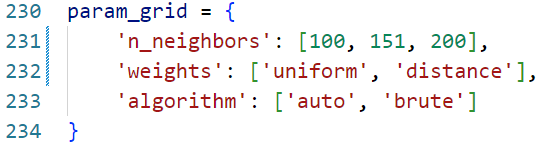 230 param_grid = {
231     'n_neighbors': [100, 151, 200],
232     'weights': ['uniform', 'distance'],
233     'algorithm': ['auto', 'brute']
234 }